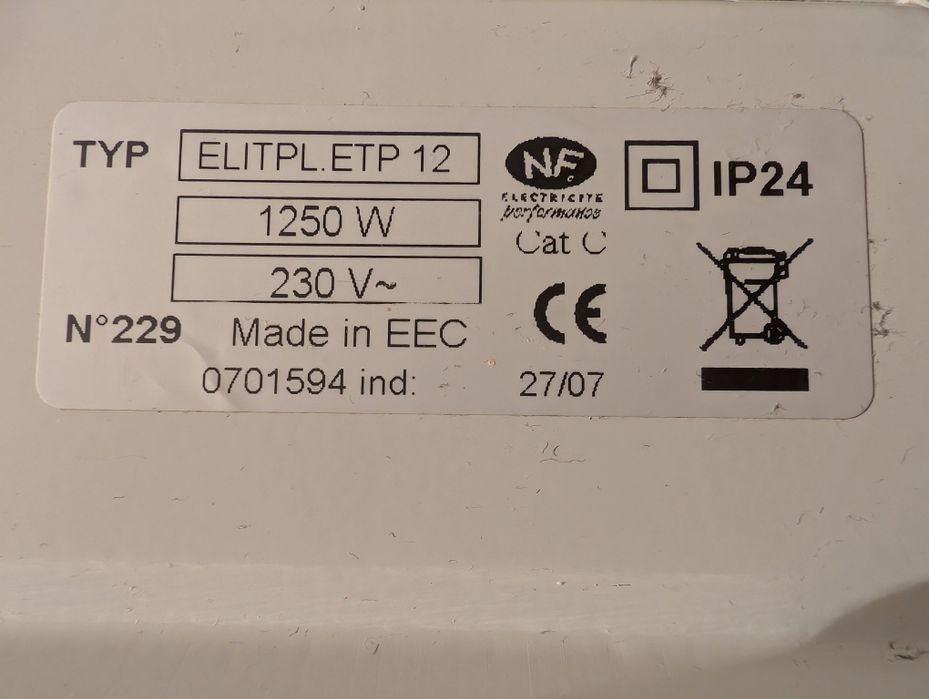 TYP ELITPL.ETP 12
1250 W
230 V~
N°229 Made in EEC
0701594 ind: 27/07
NF
ELECTRICITE
performance
Cat C
CE
IP24